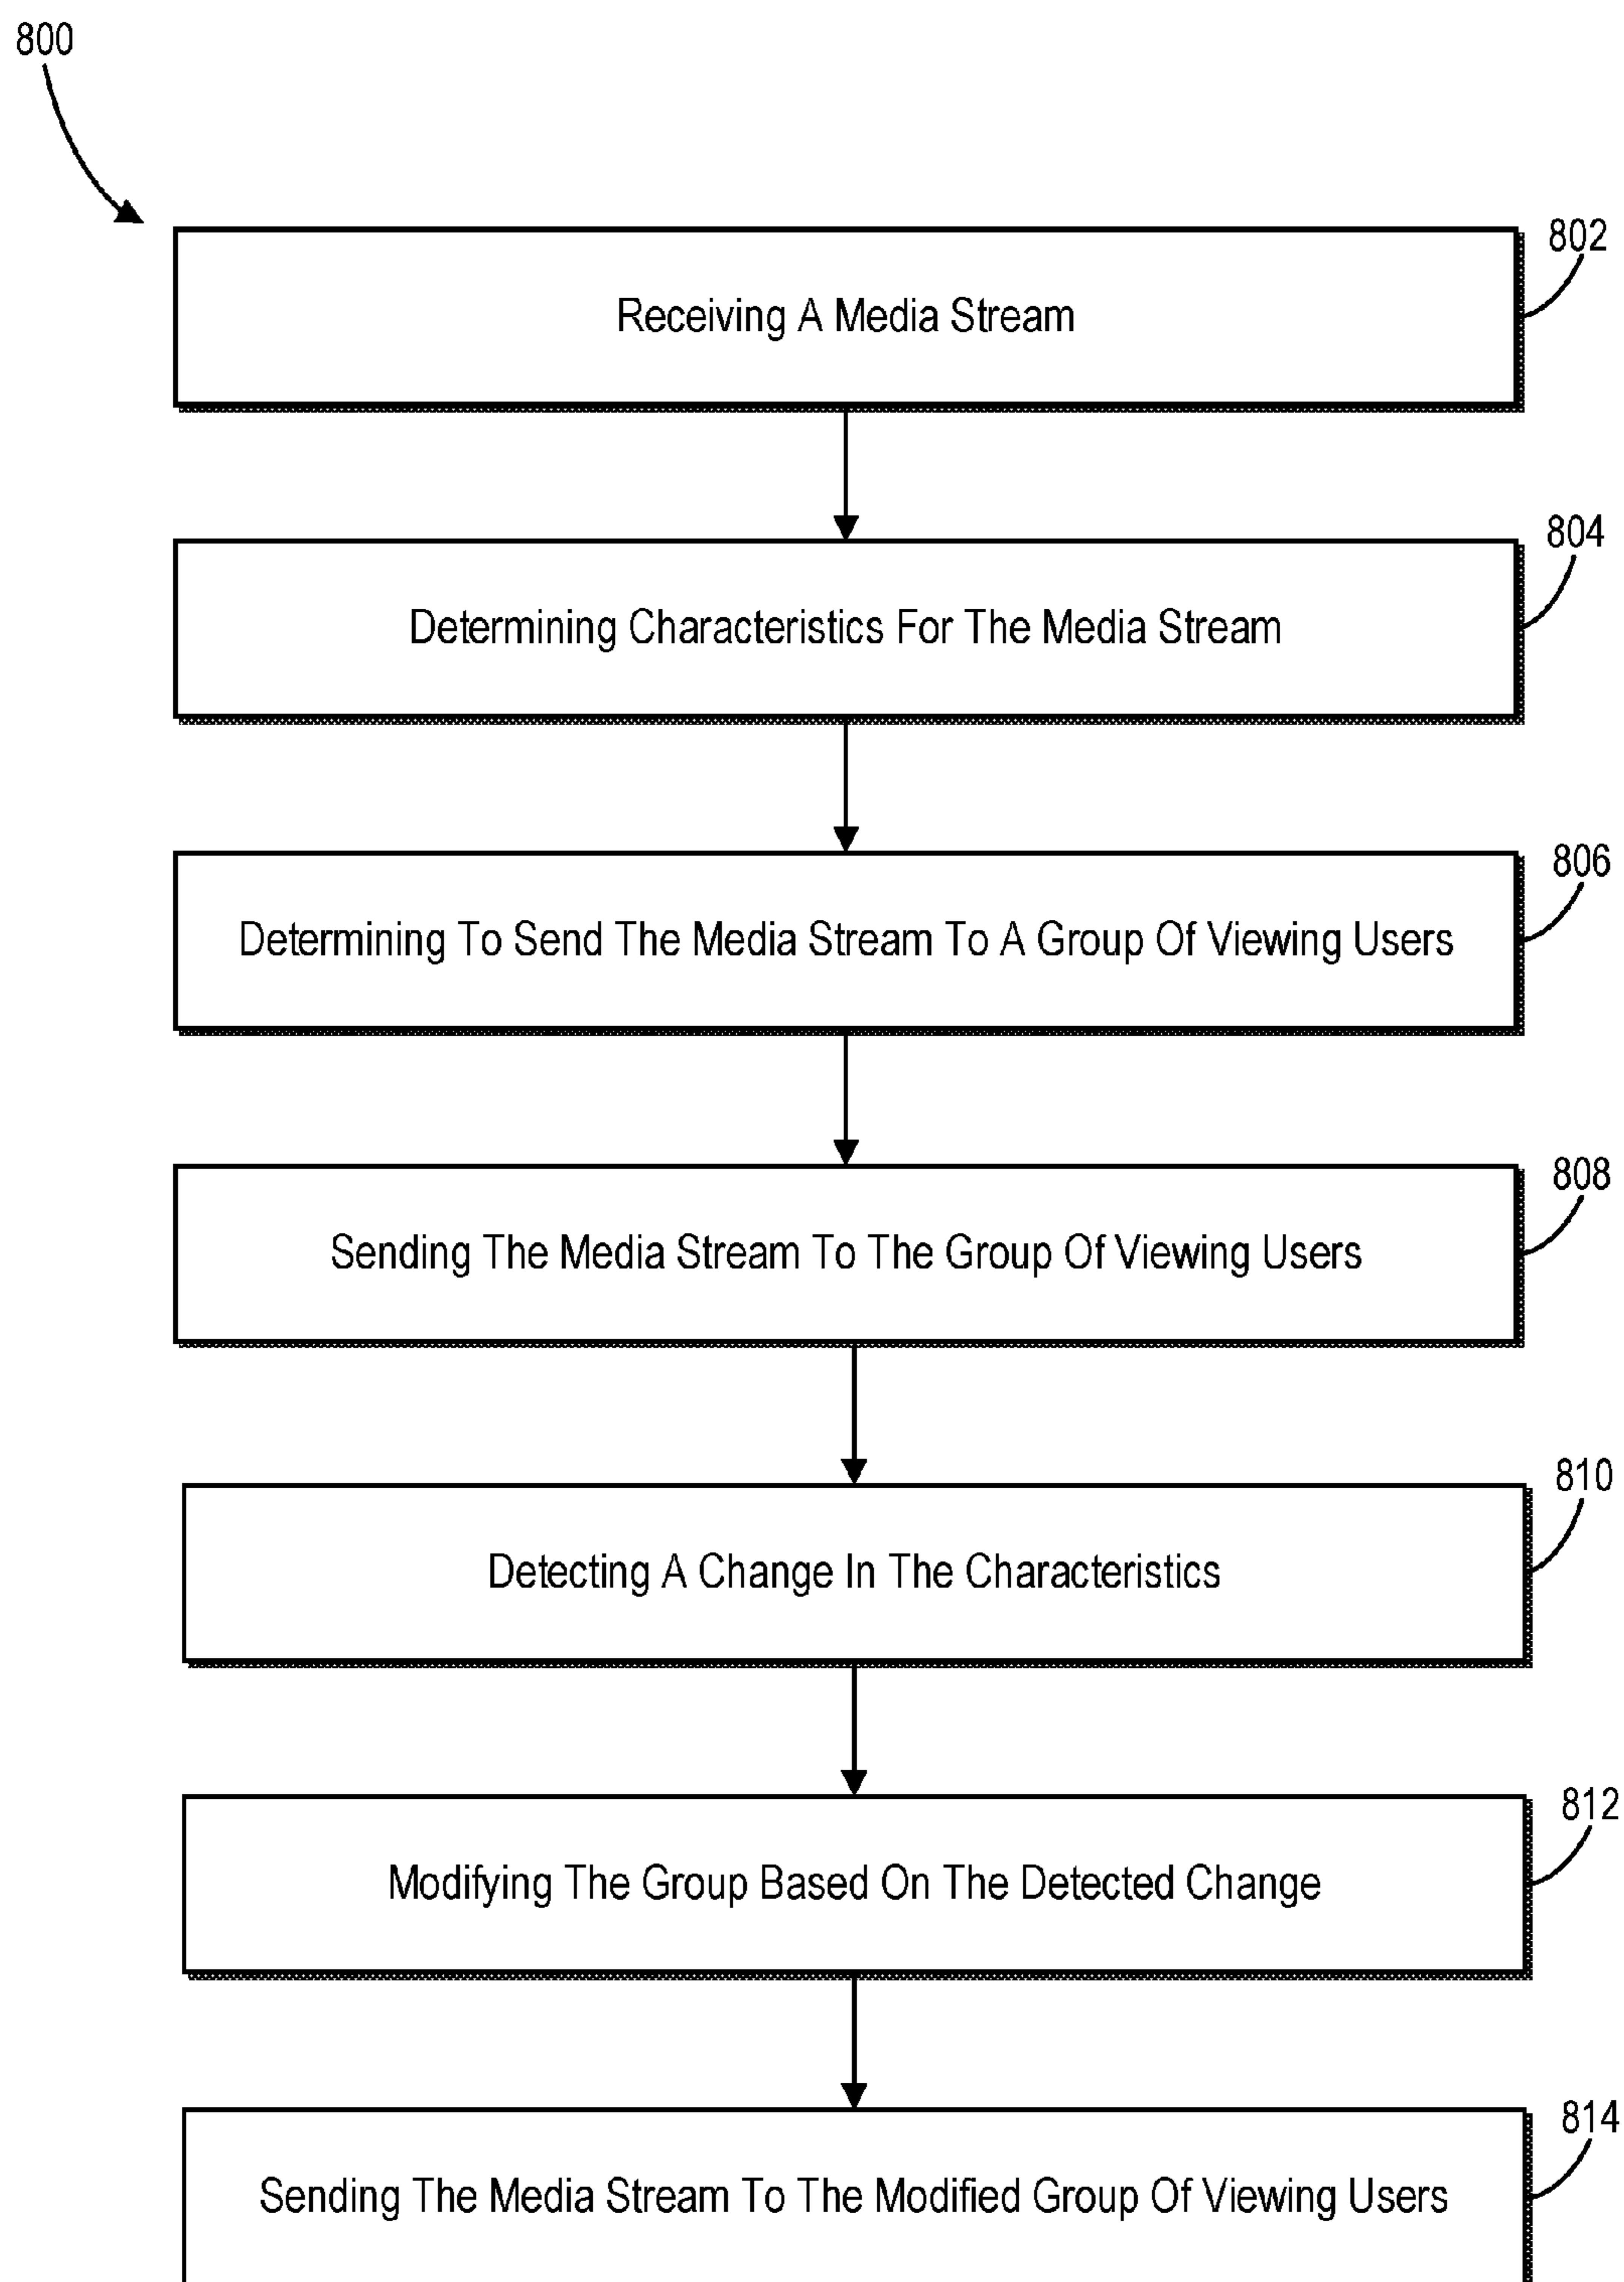 800
802
Receiving A Media Stream
804
Determining Characteristics For The Media Stream
806
Determining To Send The Media Stream To A Group Of Viewing Users
808
Sending The Media Stream To The Group Of Viewing Users
810
Detecting A Change In The Characteristics
812
Modifying The Group Based On The Detected Change
814
Sending The Media Stream To The Modified Group Of Viewing Users